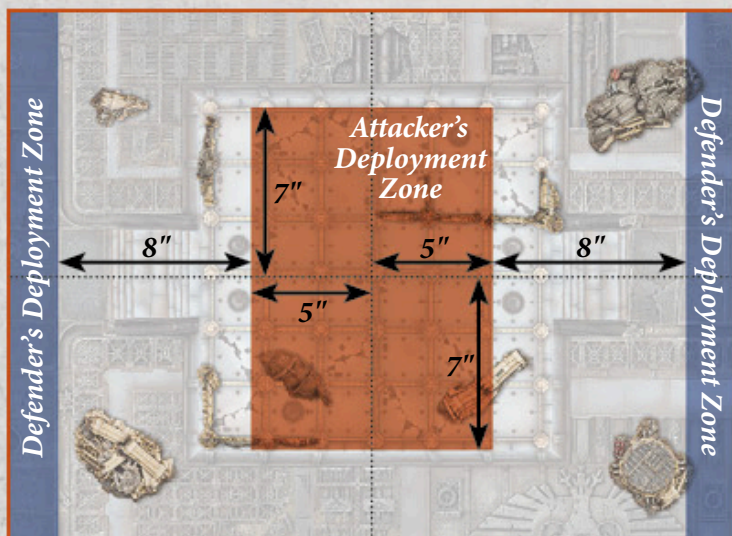 Defender's Deployment Zone
Attacker's
Deployment
Zone
7"
8"
5"
8"
5"
7"
Defender's Deployment Zone